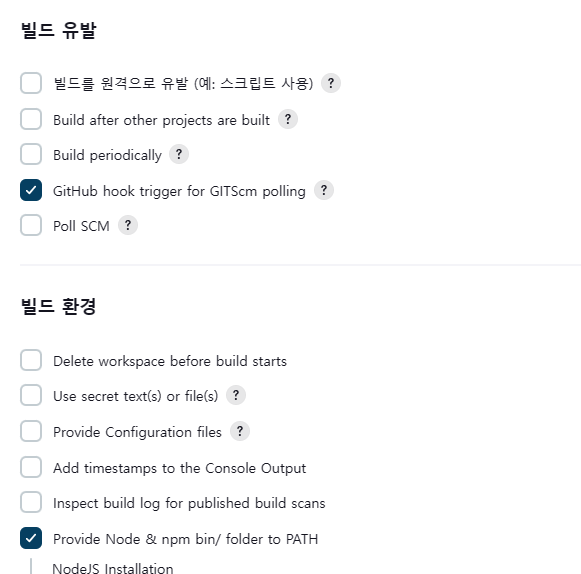 빌드 유발
빌드를 원격으로 유발 (예: 스크립트 사용) ?
Build after other projects are built ?
Build periodically ?
GitHub hook trigger for GITScm polling ?
Poll SCM ?
빌드 환경
Delete workspace before build starts
Use secret text(s) or file(s) ?
Provide Configuration files ?
Add timestamps to the Console Output
Inspect build log for published build scans
Provide Node & npm bin/ folder to PATH
NodeJS Installation